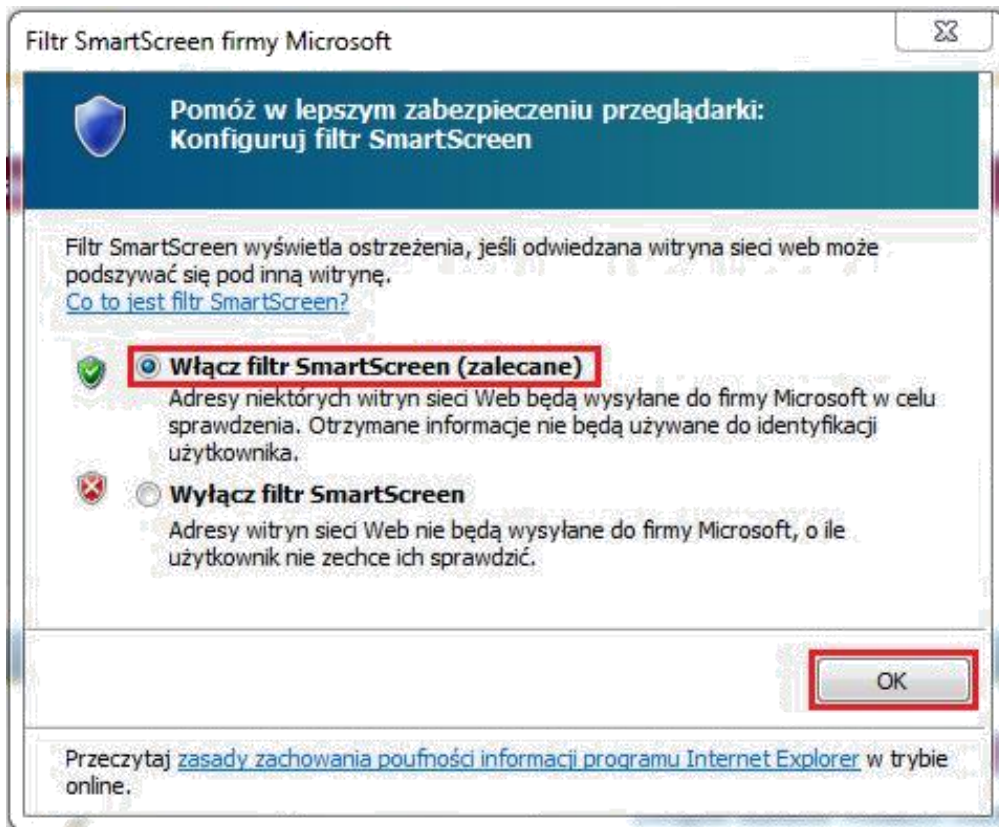 Filtr SmartScreen firmy Microsoft
Pomóż w lepszym zabezpieczeniu przeglądarki:
Konfiguruj filtr SmartScreen
Filtr SmartScreen wyświetla ostrzeżenia, jeśli odwiedzana witryna sieci web może
podszywać się pod inną witrynę.
Co to jest filtr SmartScreen?
Włącz filtr SmartScreen (zalecane)
Adresy niektórych witryn sieci Web będą wysyłane do firmy Microsoft w celu
sprawdzenia. Otrzymane informacje nie będą używane do identyfikacji
użytkownika.
Wyłącz filtr SmartScreen
Adresy witryn sieci Web nie będą wysyłane do firmy Microsoft, o ile
użytkownik nie zechce ich sprawdzić.
OK
Przeczytaj zasady zachowania poufności informacji programu Internet Explorer w trybie
online.